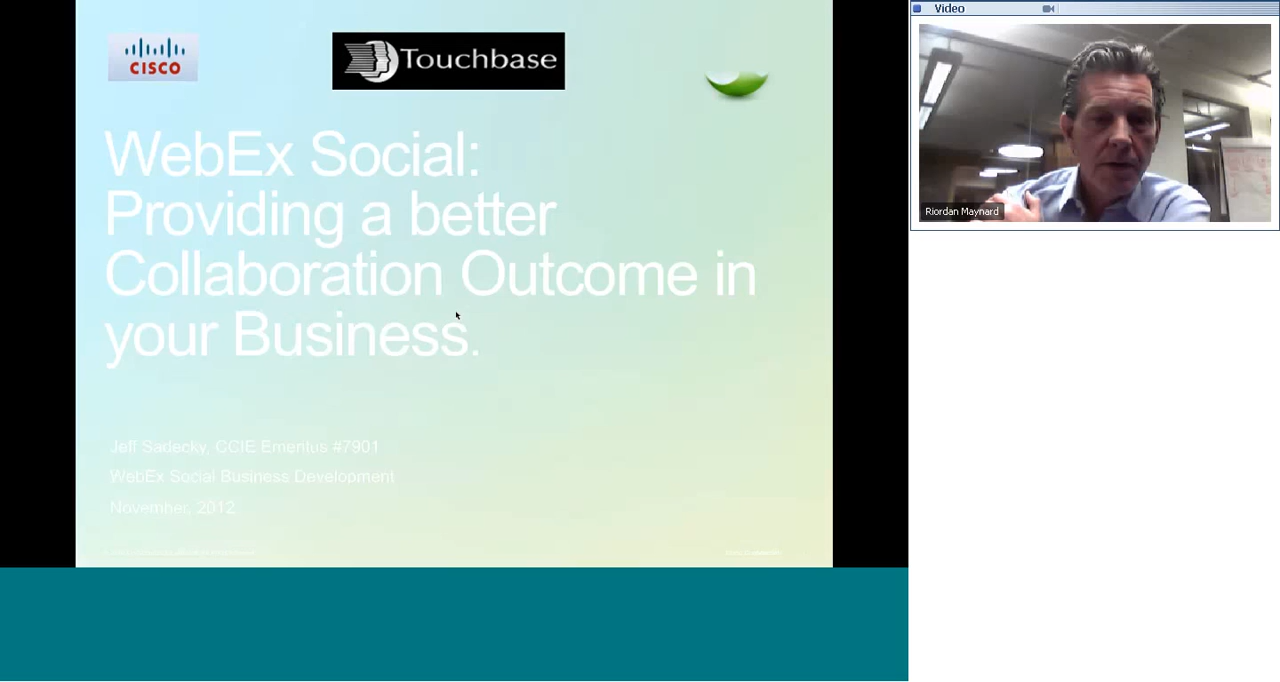 CISCO
Touchbase
WebEx Social:
Providing a better
Collaboration Outcome in
your Business.
Jeff Sadecky, CCIE Emeritus #7901
WebEx Social Business Development
November, 2012
Video
Riordan Maynard